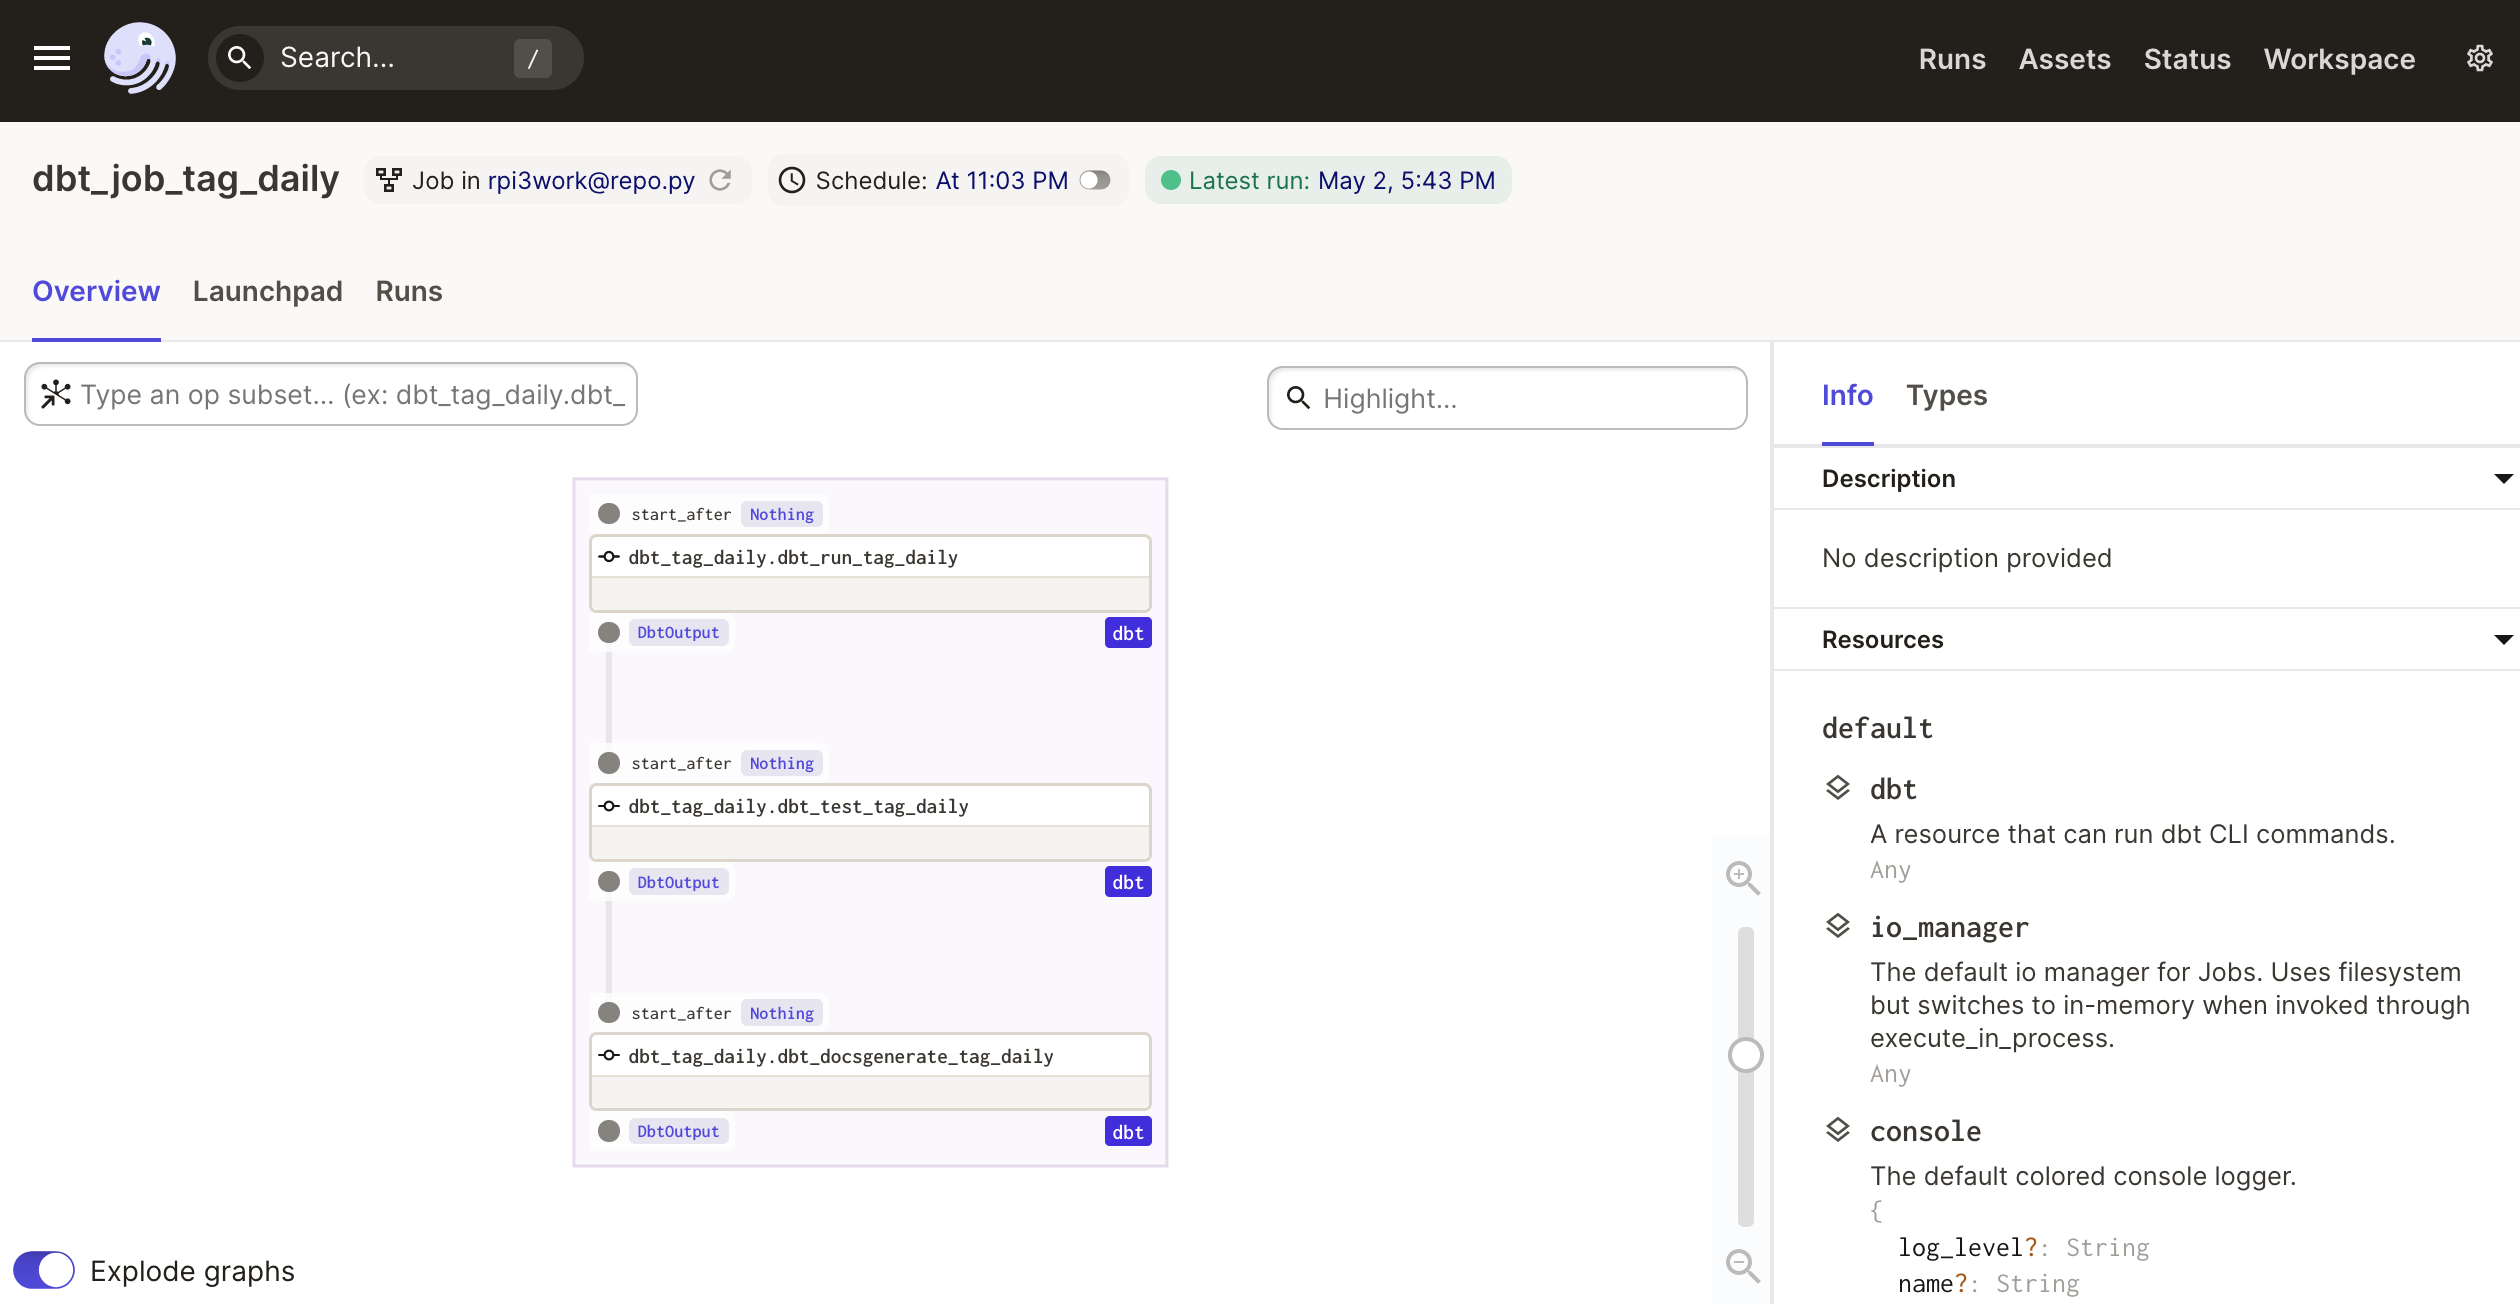 Search... /
Runs Assets Status Workspace
dbt_job_tag_daily Job in rpi3work@repo.py Schedule: At 11:03 PM Latest run: May 2, 5:43 PM
Overview Launchpad Runs
Type an op subset... (ex: dbt_tag_daily.dbt_
Highlight...
start_after Nothing
dbt_tag_daily.dbt_run_tag_daily
DbtOutput dbt
start_after Nothing
dbt_tag_daily.dbt_test_tag_daily
DbtOutput dbt
start_after Nothing
dbt_tag_daily.dbt_docsgenerate_tag_daily
DbtOutput dbt
Explode graphs
Info Types
Description
No description provided
Resources
default
dbt
A resource that can run dbt CLI commands.
Any
io_manager
The default io manager for Jobs. Uses filesystem
but switches to in-memory when invoked through
execute_in_process.
Any
console
The default colored console logger.
{
log_level?: String
name?: String